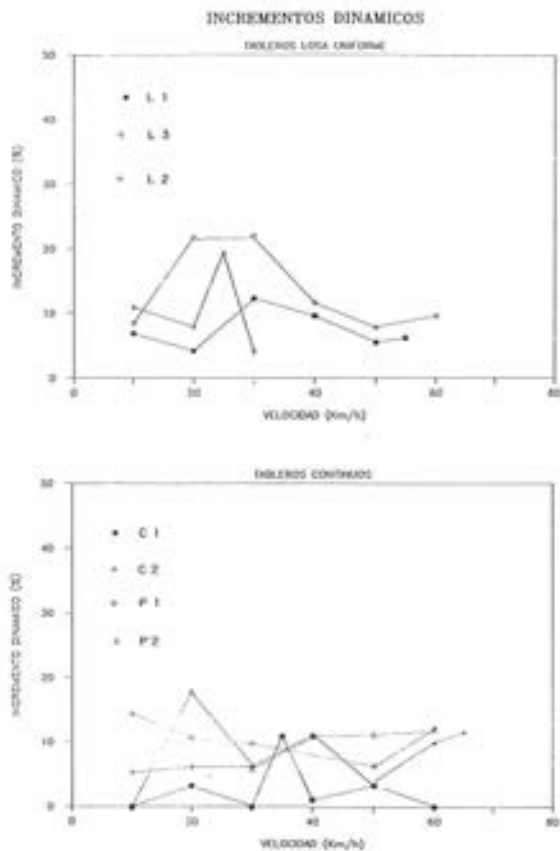 INCREMENTOS DINAMICOS
TABLEROS LOSA UNIFORME
INCREMENTO DINAMICO (%)
50
40
30
20
10
0
L 1
L 3
L 2
0 20 40 60 80
VELOCIDAD (Km/h)
TABLEROS CONTINUOS
INCREMENTO DINAMICO (%)
50
40
30
20
10
0
C 1
C 2
P 1
P 2
0 20 40 60 80
VELOCIDAD (Km/h)